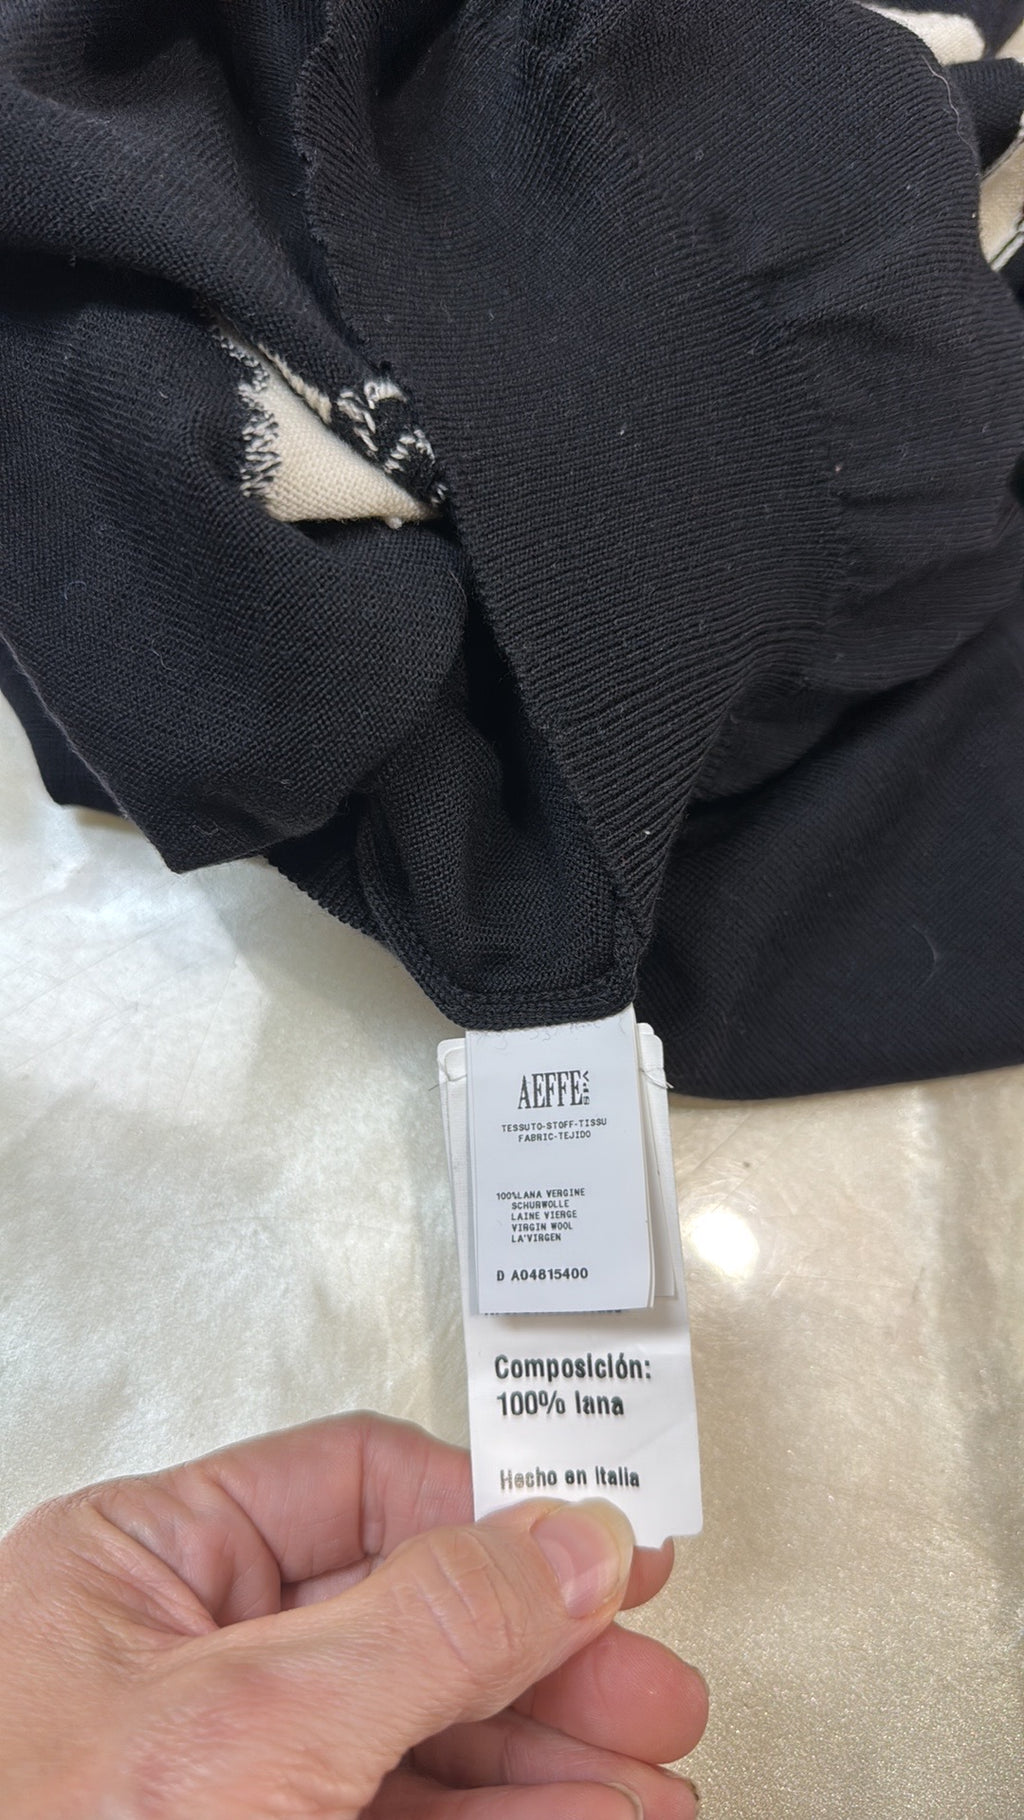 AEFFE SPA
TESSUTO-STOFF-TISSU
FABRIC-TEJIDO
100%LANA VERGINE
SCHURWOLLE
LAINE VIERGE
VIRGIN WOOL
LA'VIRGEN
D A04815400
Composición:
100% lana
Hecho en Italia